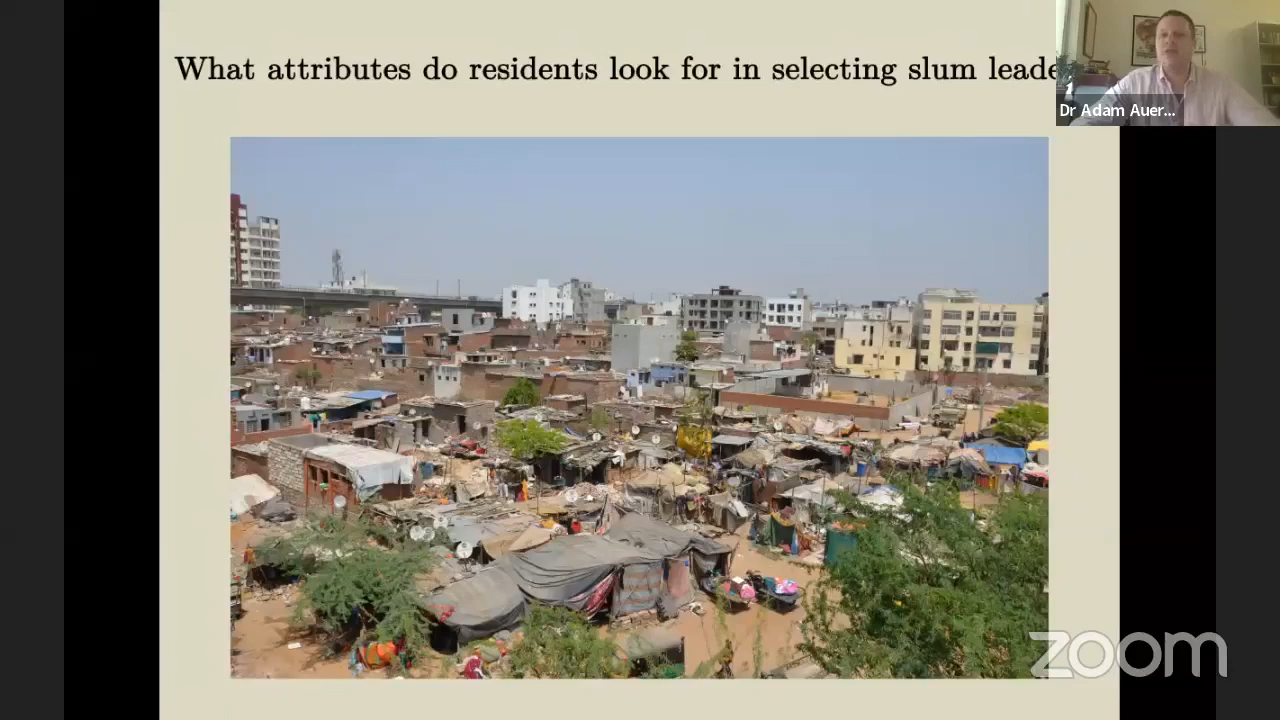 What attributes do residents look for in selecting slum leade
Dr Adam Auer...
zoom